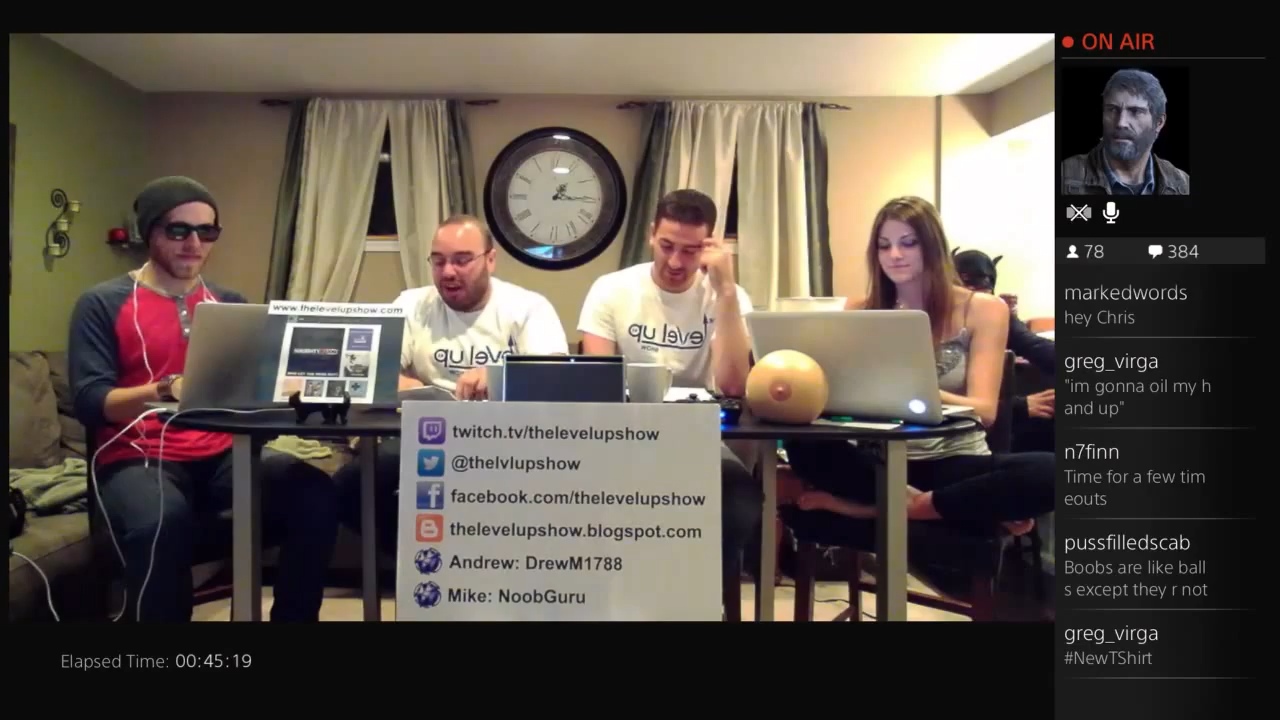 ON AIR
78 384
markedwords
hey Chris
greg_virga
"im gonna oil my h
and up"
n7finn
Time for a few tim
eouts
pussfilledscab
Boobs are like ball
s except they r not
greg_virga
#NewTShirt
www.thelevelupshow.com
NAUGHTY
level up
evel up
twitch.tv/thelevelupshow
@thelvlupshow
facebook.com/thelevelupshow
thelevelupshow.blogspot.com
Andrew: DrewM1788
Mike: NoobGuru
Elapsed Time: 00:45:19